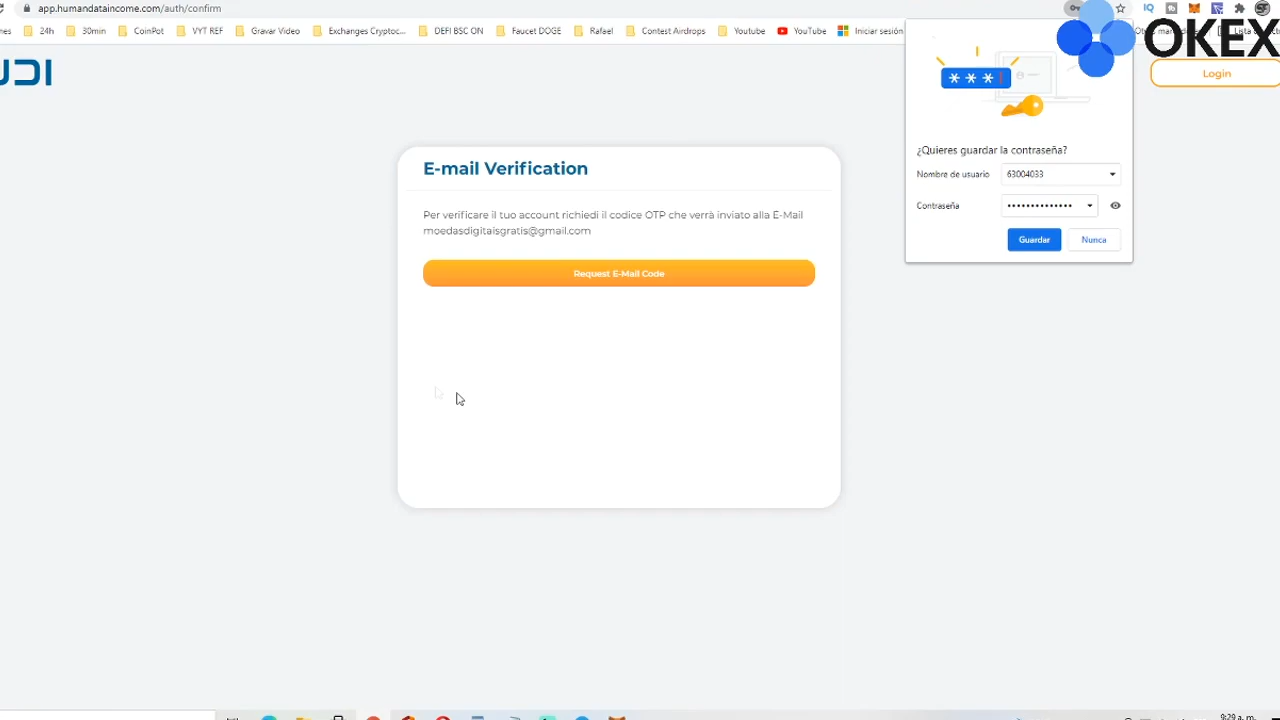 app.humandataincome.com/auth/confirm
24h
30min
CoinPot
VYT REF
Gravar Video
Exchanges Cryptoc...
DEFI BSC ON
Faucet DOGE
Rafael
Contest Airdrops
Youtube
YouTube
Iniciar sesión
OKEX
Login
E-mail Verification
Per verificare il tuo account richiedi il codice OTP che verrà inviato alla E-Mail
moedasdigitaisgratis@gmail.com
Request E-Mail Code
* * *
¿Quieres guardar la contraseña?
Nombre de usuario
63004033
Contraseña
••••••••••••••
Guardar
Nunca
9:29 a. m.